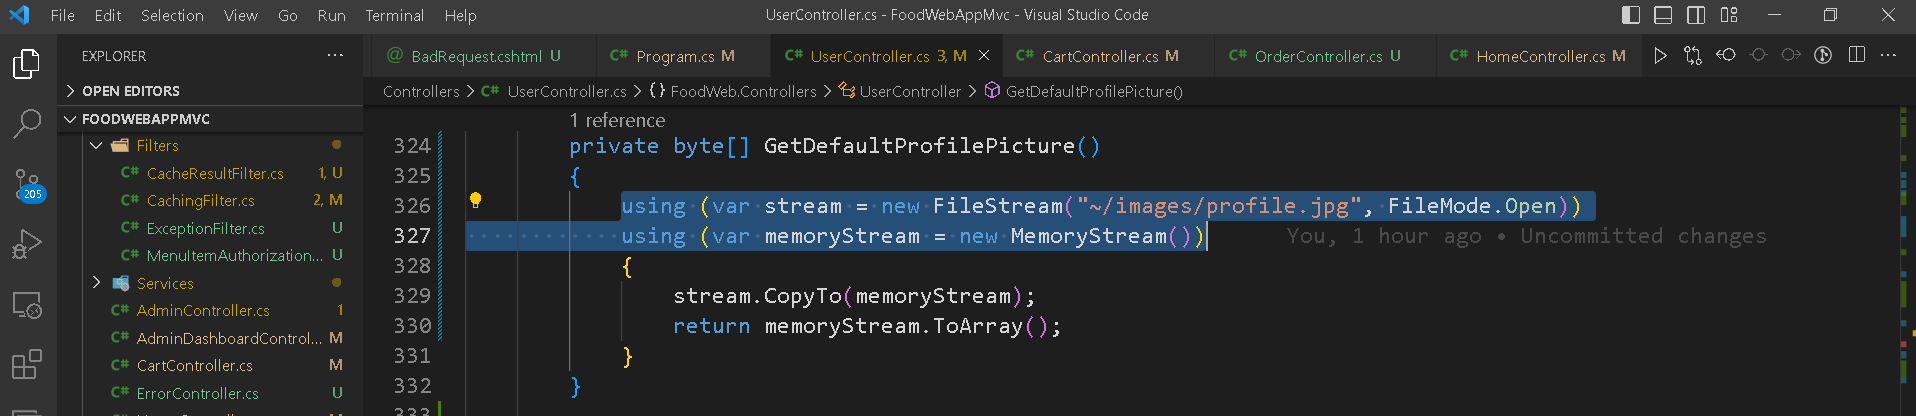 File Edit Selection View Go Run Terminal Help UserController.cs - FoodWebAppMvc - Visual Studio Code
EXPLORER ···
BadRequest.cshtml U C# Program.cs M C# UserController.cs 3, M C# CartController.cs M C# OrderController.cs U C# HomeController.cs M
OPEN EDITORS
Controllers > C# UserController.cs > {} FoodWeb.Controllers > UserController > GetDefaultProfilePicture()
FOODWEBAPPMVC
Filters
C# CacheResultFilter.cs 1, U
C# CachingFilter.cs 2, M
C# ExceptionFilter.cs U
C# MenuItemAuthorization... U
Services
C# AdminController.cs 1
C# AdminDashboardControl... M
C# CartController.cs M
C# ErrorController.cs U
205
1 reference
324 private byte[] GetDefaultProfilePicture()
325 {
326 using (var stream = new FileStream("~/images/profile.jpg", FileMode.Open))
327 using (var memoryStream = new MemoryStream()) You, 1 hour ago • Uncommitted changes
328 {
329 stream.CopyTo(memoryStream);
330 return memoryStream.ToArray();
331 }
332 }